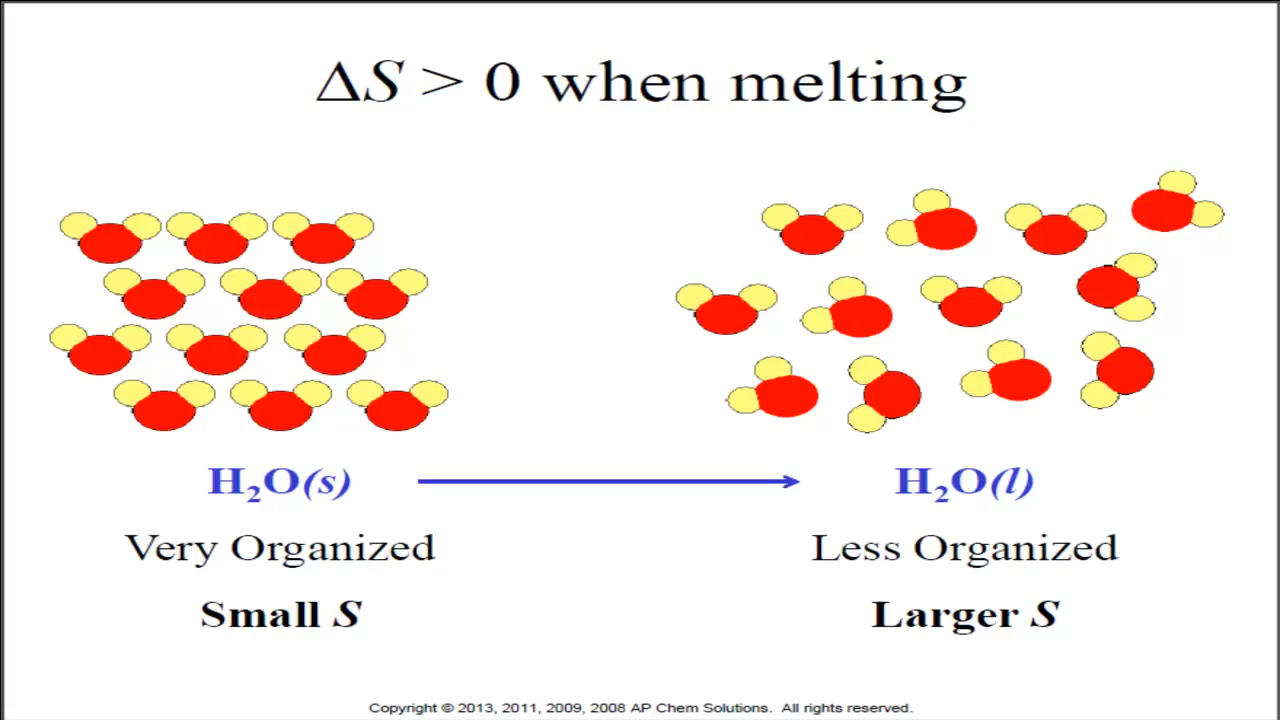 ΔS > 0 when melting
H₂O(s) H₂O(l)
Very Organized Less Organized
Small S Larger S
Copyright © 2013, 2011, 2009, 2008 AP Chem Solutions. All rights reserved.